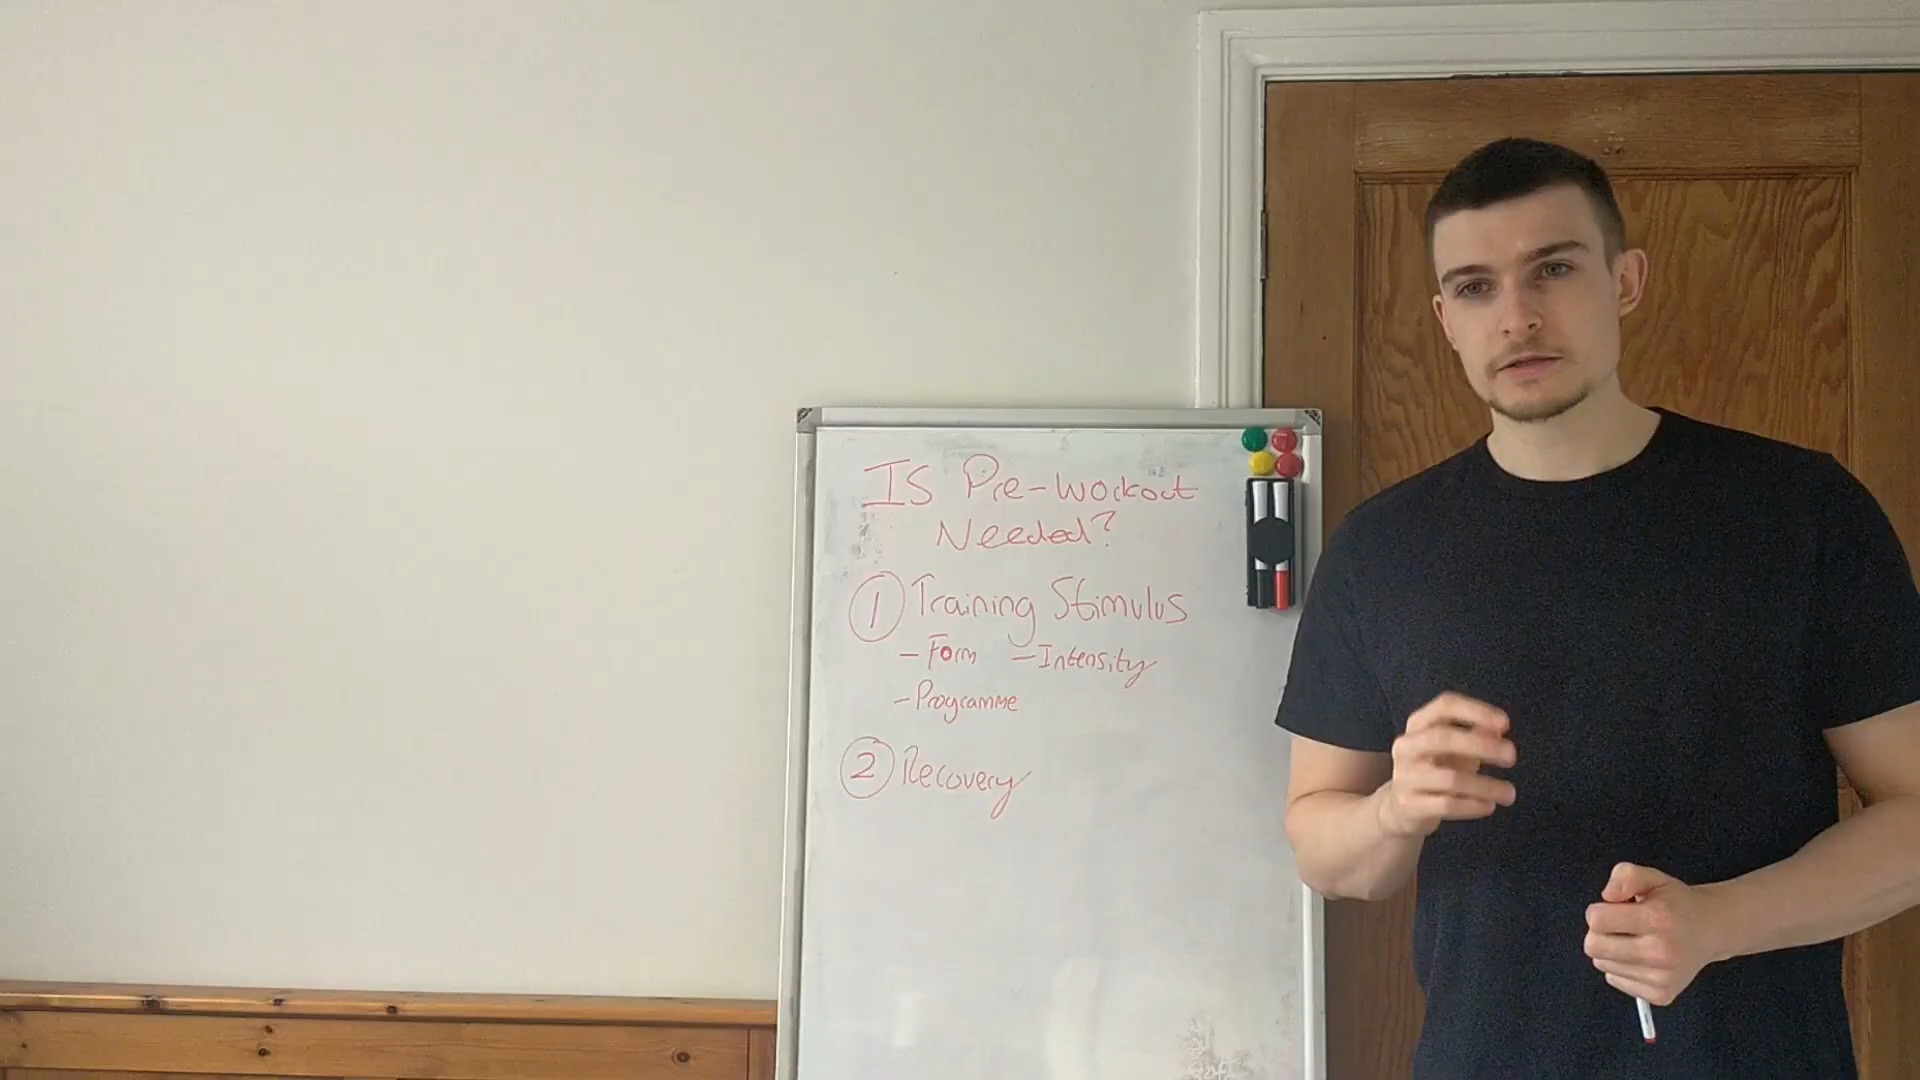 Is Pre-Workout
Needed?
1 Training Stimulus
- Form - Intensity
- Programme
2 Recovery